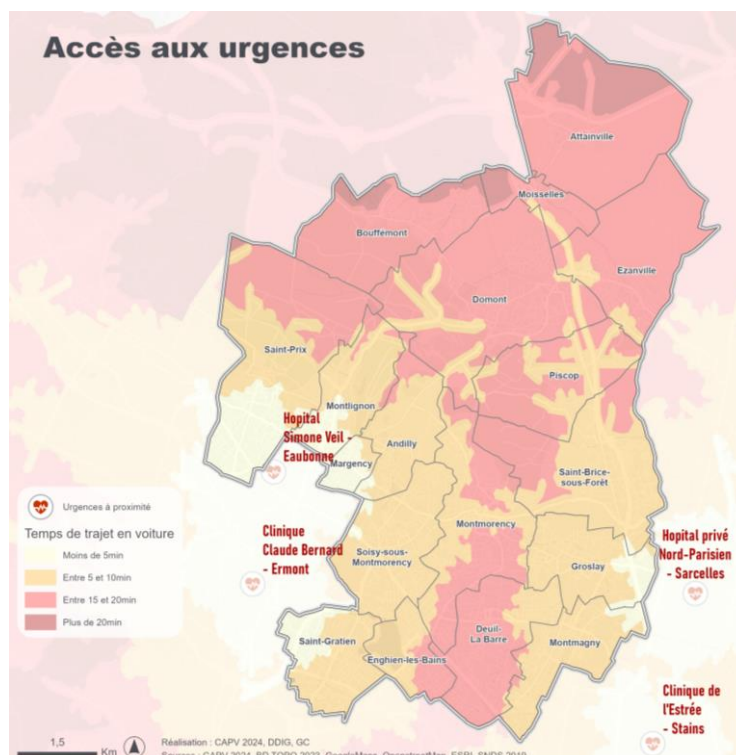 Accès aux urgences
Attainville
Moisselles
Bouffemont
Ezanville
Domont
Saint-Prix
Piscop
Montlignon
Hopital
Simone Veil -
Eaubonne
Andilly
Margency
Saint-Brice-
sous-Forêt
Urgences à proximité
Temps de trajet en voiture
Moins de 5min
Entre 5 et 10min
Entre 15 et 20min
Plus de 20min
Clinique
Claude Bernard
- Ermont
Montmorency
Soisy-sous-
Montmorency
Groslay
Hopital privé
Nord-Parisien
- Sarcelles
Saint-Gratien
Deuil-
La Barre
Montmagny
Enghien-les-Bains
Clinique de
l'Estrée
- Stains
1,5
Km
Réalisation : CAPV 2024, DDIG, GC